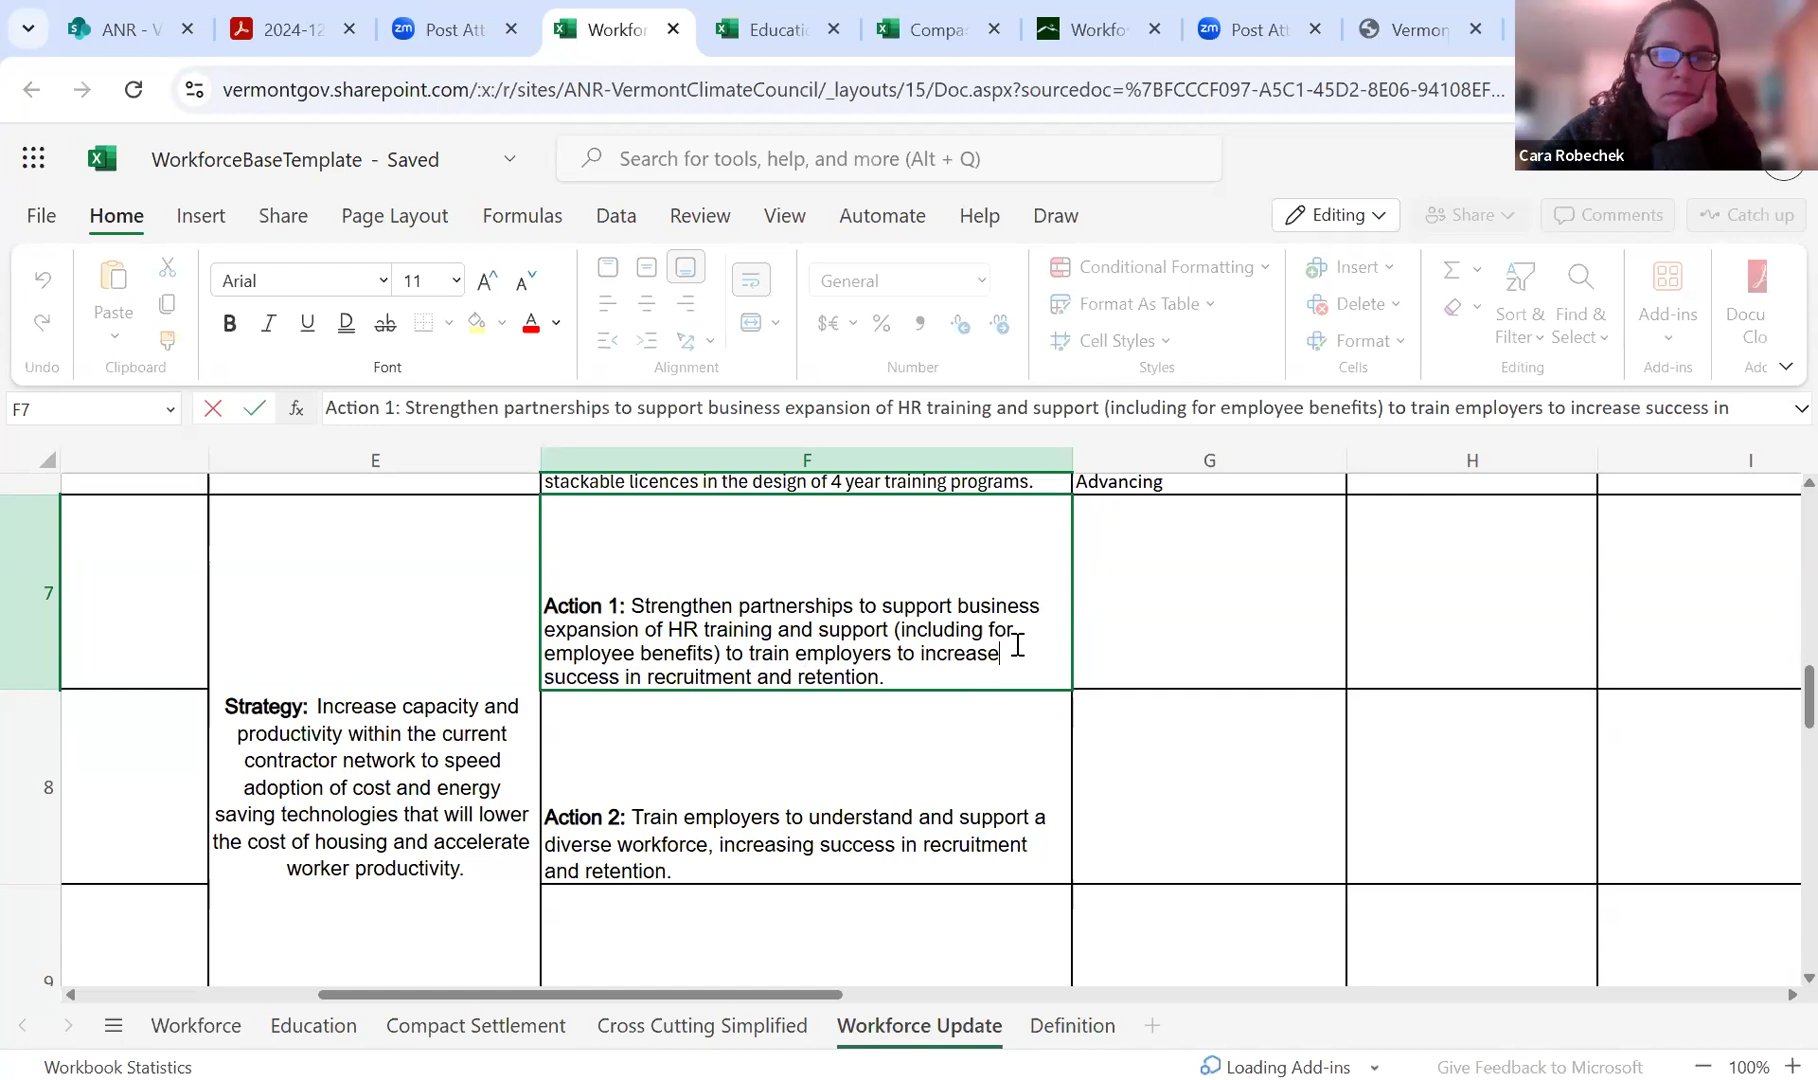 ANR - V
2024-12
Post Att
Workfor
Educati
Compa
Workfo
Post Att
Vermon
vermontgov.sharepoint.com/:x:/r/sites/ANR-VermontClimateCouncil/_layouts/15/Doc.aspx?sourcedoc=%7BFCCCF097-A5C1-45D2-8E06-94108EF...
Cara Robechek
WorkforceBaseTemplate - Saved
Search for tools, help, and more (Alt + Q)
File Home Insert Share Page Layout Formulas Data Review View Automate Help Draw
Editing Share Comments Catch up
Arial 11
General
Conditional Formatting
Format As Table
Cell Styles
Insert
Delete
Format
Paste
Sort & Filter
Find & Select
Add-ins
Docu
Clo
Undo Clipboard Font Alignment Number Styles Cells Editing Add-ins Adc
F7
fx
Action 1: Strengthen partnerships to support business expansion of HR training and support (including for employee benefits) to train employers to increase success in
E F G H I
stackable licences in the design of 4 year training programs.
Advancing
7
Action 1: Strengthen partnerships to support business
expansion of HR training and support (including for
employee benefits) to train employers to increase
success in recruitment and retention.
Strategy: Increase capacity and
productivity within the current
contractor network to speed
adoption of cost and energy
saving technologies that will lower
the cost of housing and accelerate
worker productivity.
8
Action 2: Train employers to understand and support a
diverse workforce, increasing success in recruitment
and retention.
9
Workforce Education Compact Settlement Cross Cutting Simplified Workforce Update Definition
Workbook Statistics
Loading Add-ins
Give Feedback to Microsoft
100%